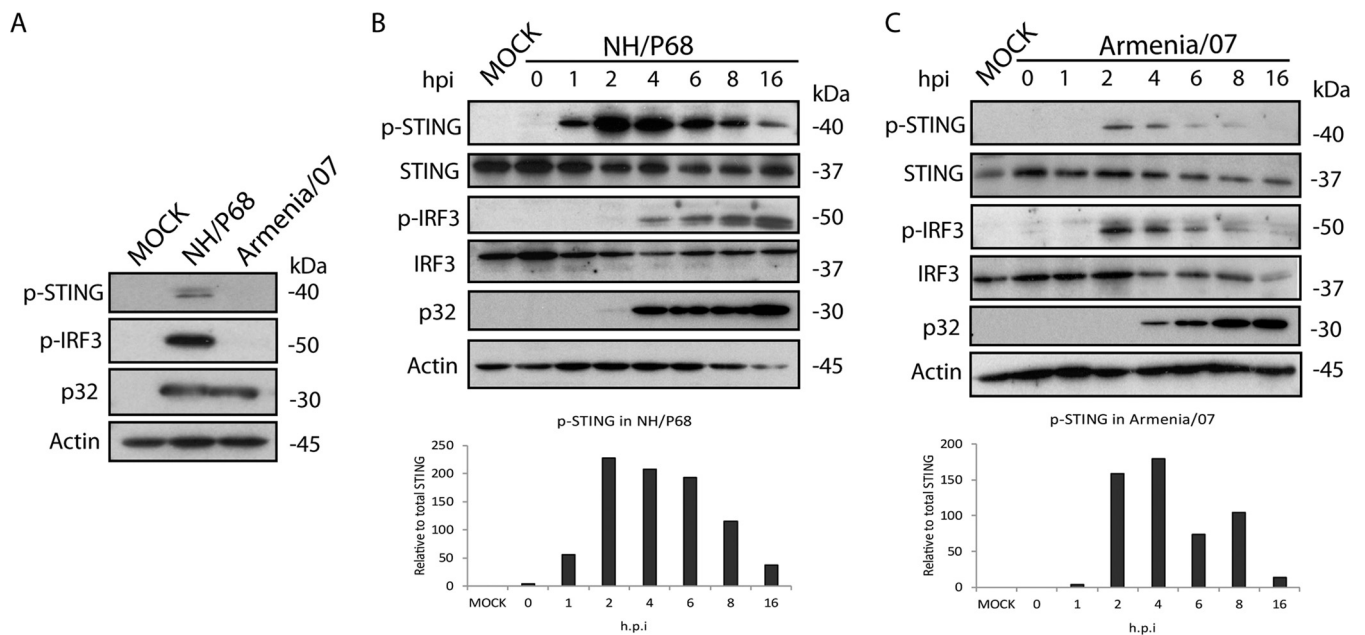 A
MOCK
NH/P68
Armenia/07
kDa
p-STING
-40
p-IRF3
-50
p32
-30
Actin
-45
B
MOCK
NH/P68
hpi
0 1 2 4 6 8 16
kDa
p-STING
-40
STING
-37
p-IRF3
-50
IRF3
-37
p32
-30
Actin
-45
p-STING in NH/P68
Relative to total STING
250
200
150
100
50
0
MOCK 0 1 2 4 6 8 16
h.p.i
C
MOCK
Armenia/07
hpi
0 1 2 4 6 8 16
kDa
p-STING
-40
STING
-37
p-IRF3
-50
IRF3
-37
p32
-30
Actin
-45
p-STING in Armenia/07
Relative to total STING
200
150
100
50
0
MOCK 0 1 2 4 6 8 16
h.p.i